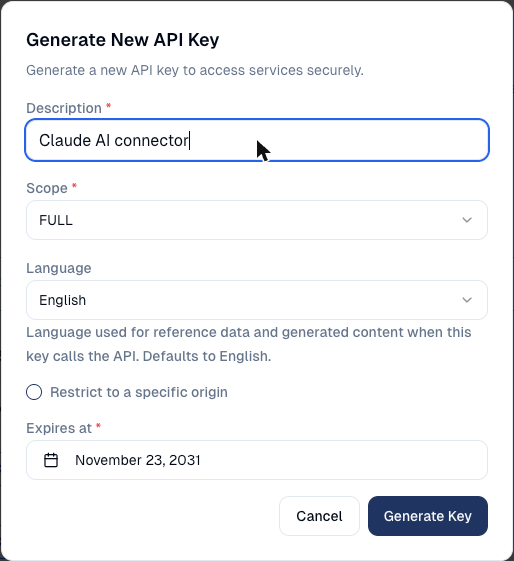 Generate New API Key
Generate a new API key to access services securely.
Description *
Claude AI connector
Scope *
FULL
Language
English
Language used for reference data and generated content when this
key calls the API. Defaults to English.
Restrict to a specific origin
Expires at *
November 23, 2031
Cancel
Generate Key